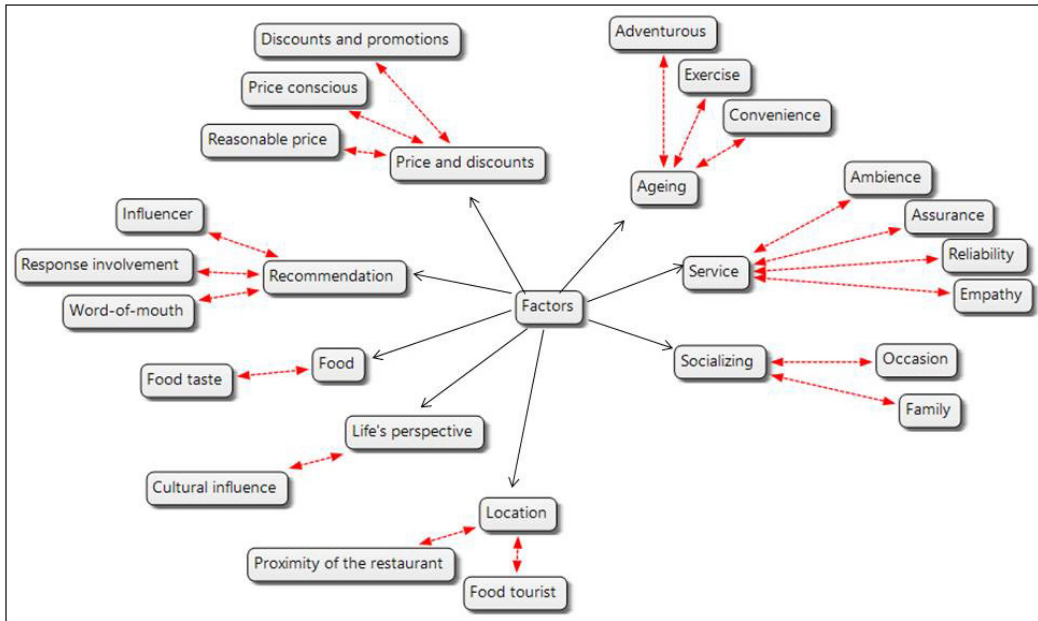 Discounts and promotions
Price conscious
Reasonable price
Price and discounts
Adventurous
Exercise
Convenience
Ageing
Ambience
Assurance
Reliability
Empathy
Service
Influencer
Response involvement
Word-of-mouth
Recommendation
Factors
Food
Food taste
Socializing
Occasion
Family
Life's perspective
Cultural influence
Location
Proximity of the restaurant
Food tourist